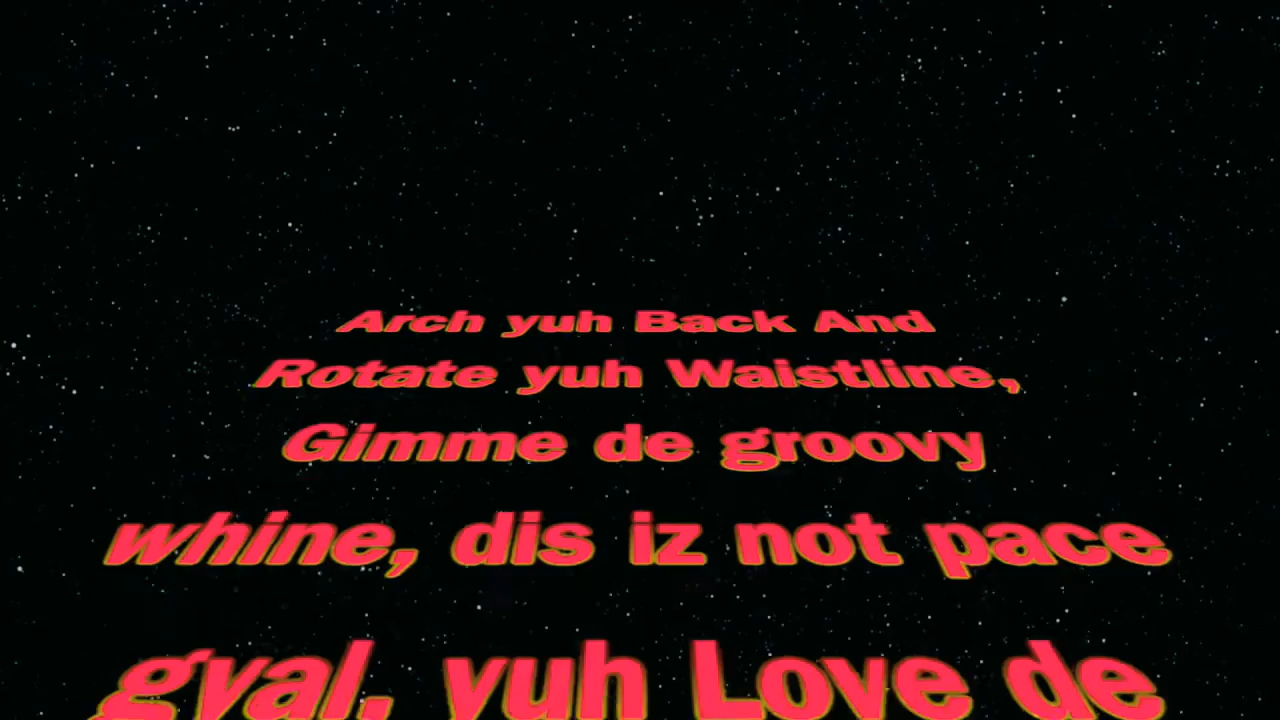 Arch yuh Back And
Rotate yuh Waistline,
Gimme de groovy
whine, dis iz not pace
gyal, yuh Love de